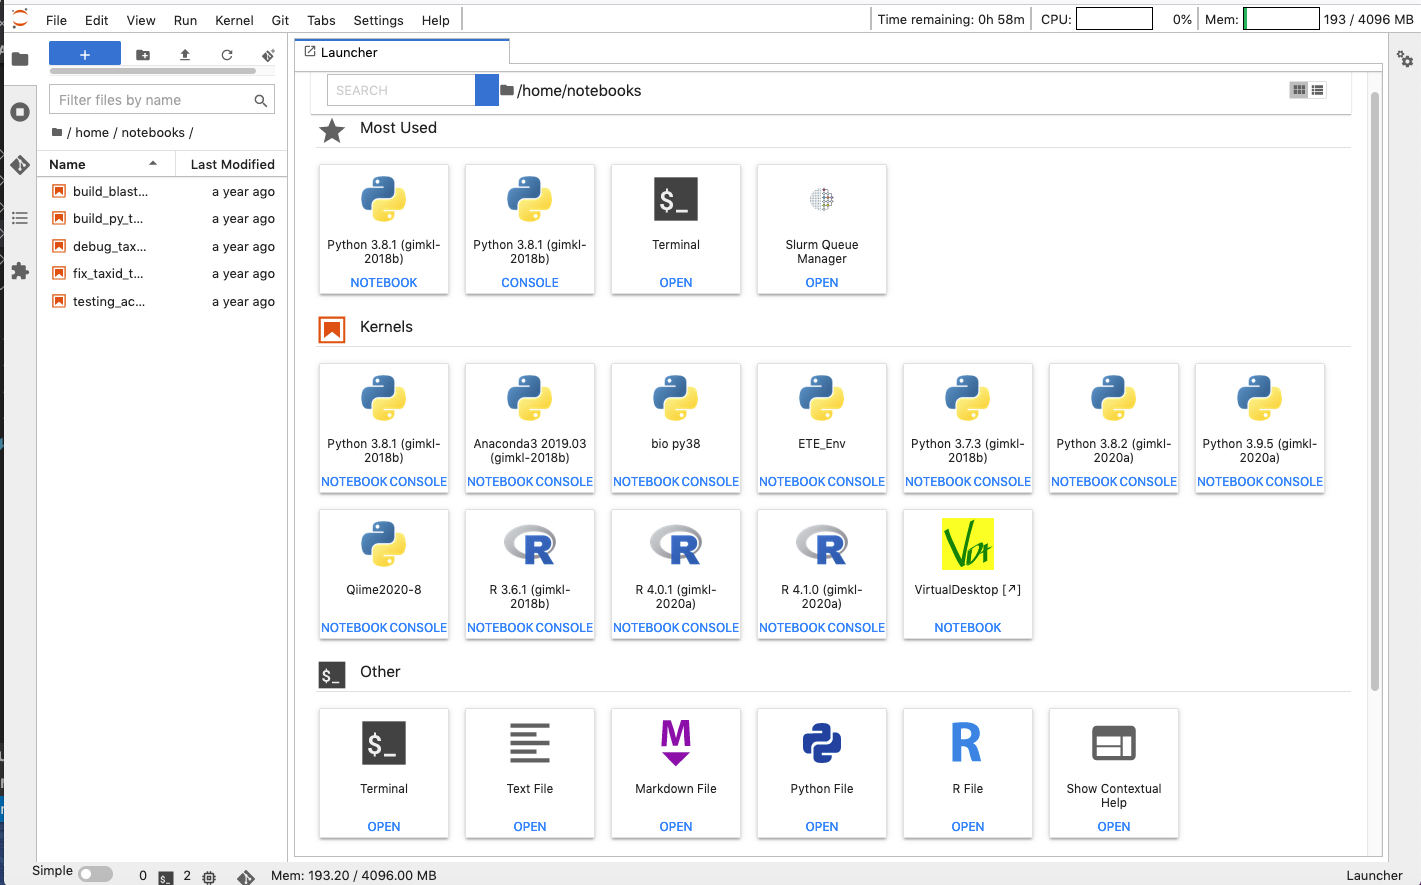 File Edit View Run Kernel Git Tabs Settings Help
Time remaining: 0h 58m CPU: 0% Mem: 193 / 4096 MB
+
Launcher
Filter files by name
/ home / notebooks /
Name Last Modified
build_blast... a year ago
build_py_t... a year ago
debug_tax... a year ago
fix_taxid_t... a year ago
testing_ac... a year ago
SEARCH /home/notebooks
Most Used
Python 3.8.1 (gimkl-
2018b)
NOTEBOOK
Python 3.8.1 (gimkl-
2018b)
CONSOLE
$_
Terminal
OPEN
Slurm Queue
Manager
OPEN
Kernels
Python 3.8.1 (gimkl-
2018b)
NOTEBOOK CONSOLE
Anaconda3 2019.03
(gimkl-2018b)
NOTEBOOK CONSOLE
bio py38
NOTEBOOK CONSOLE
ETE_Env
NOTEBOOK CONSOLE
Python 3.7.3 (gimkl-
2018b)
NOTEBOOK CONSOLE
Python 3.8.2 (gimkl-
2020a)
NOTEBOOK CONSOLE
Python 3.9.5 (gimkl-
2020a)
NOTEBOOK CONSOLE
Qiime2020-8
NOTEBOOK CONSOLE
R
R 3.6.1 (gimkl-
2018b)
NOTEBOOK CONSOLE
R
R 4.0.1 (gimkl-
2020a)
NOTEBOOK CONSOLE
R
R 4.1.0 (gimkl-
2020a)
NOTEBOOK CONSOLE
VirtualDesktop [↗]
NOTEBOOK
$_ Other
$_
Terminal
OPEN
Text File
OPEN
M
Markdown File
OPEN
Python File
OPEN
R
R File
OPEN
Show Contextual
Help
OPEN
Simple 0 $_ 2 Mem: 193.20 / 4096.00 MB Launcher